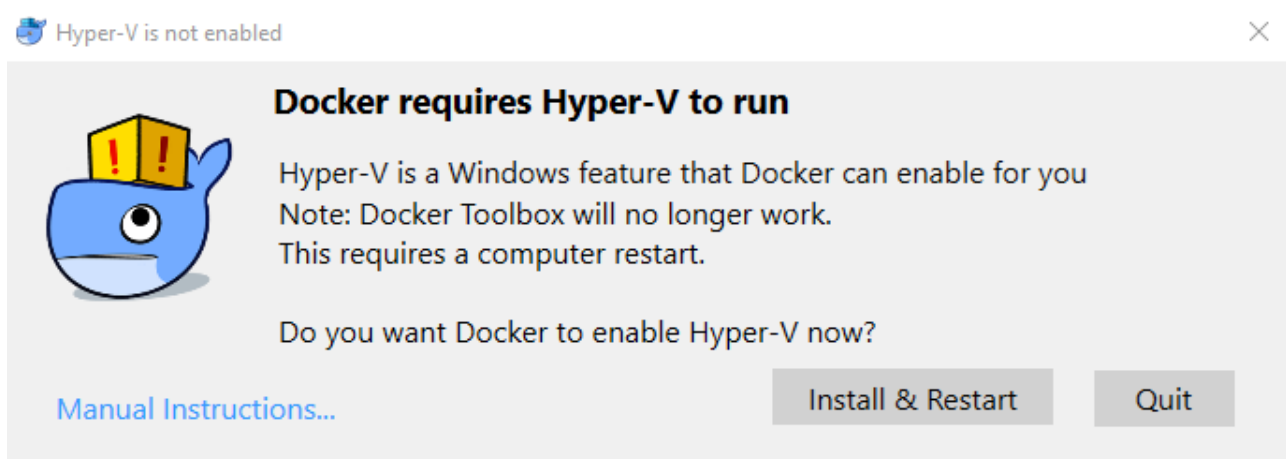 Hyper-V is not enabled
Docker requires Hyper-V to run
Hyper-V is a Windows feature that Docker can enable for you
Note: Docker Toolbox will no longer work.
This requires a computer restart.
Do you want Docker to enable Hyper-V now?
Manual Instructions...
Install & Restart
Quit